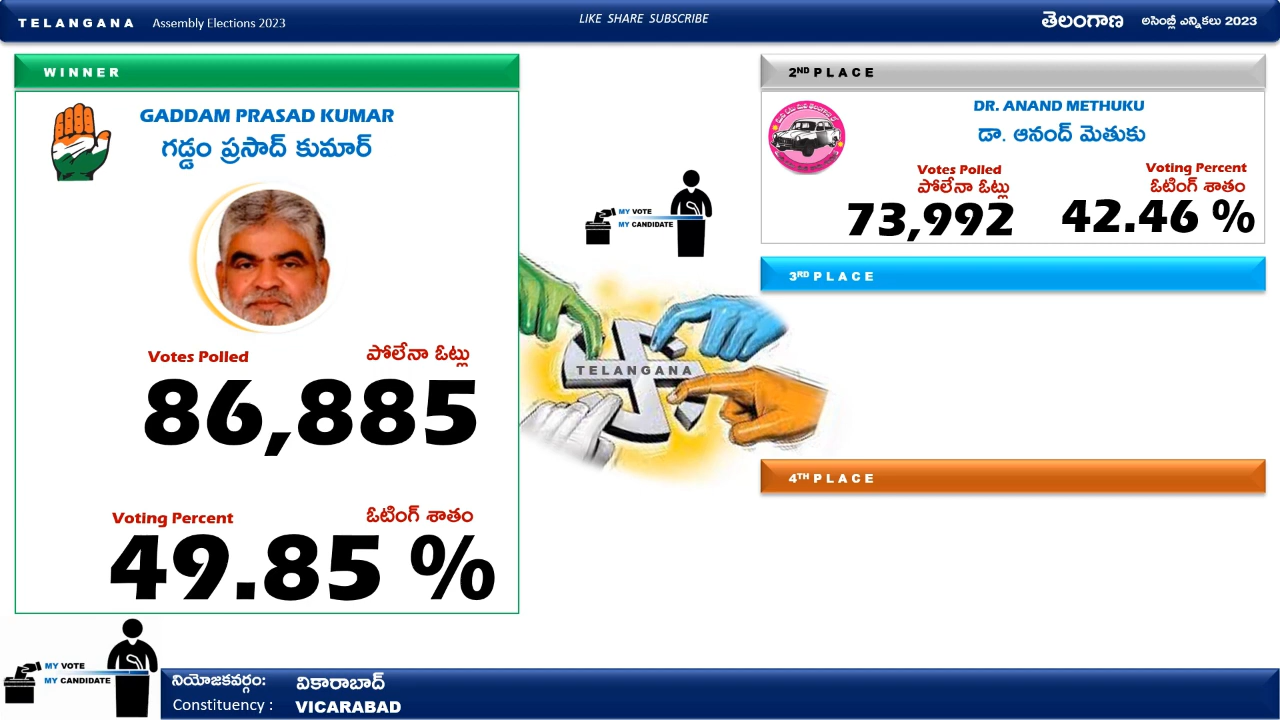 TELANGANA Assembly Elections 2023
LIKE SHARE SUBSCRIBE
తెలంగాణ అసెంబ్లీ ఎన్నికలు 2023
WINNER
GADDAM PRASAD KUMAR
గడ్డం ప్రసాద్ కుమార్
Votes Polled పోలేనా ఓట్లు
86,885
Voting Percent ఓటింగ్ శాతం
49.85 %
MY VOTE
MY CANDIDATE
TELANGANA
2ND PLACE
DR. ANAND METHUKU
డా. ఆనంద్ మెతుకు
Votes Polled Voting Percent
పోలేనా ఓట్లు ఓటింగ్ శాతం
73,992 42.46 %
3RD PLACE
4TH PLACE
MY VOTE
MY CANDIDATE
నియోజకవర్గం: వికారాబాద్
Constituency : VICARABAD